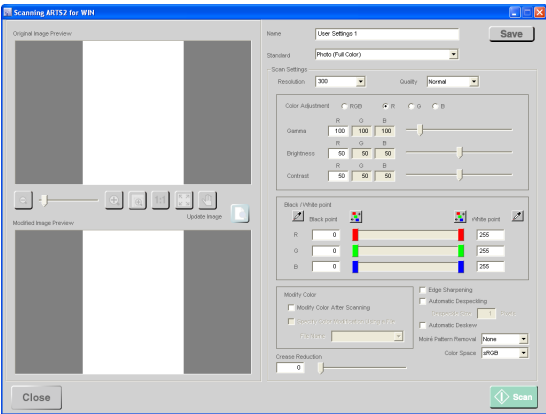 Scanning ARTS2 for WIN
Original Image Preview
Name User Settings 1 Save
Standard Photo (Full Color)
Scan Settings
Resolution 300 Quality Normal
Color Adjustment RGB R G B
R G B
Gamma 100 100 100
R G B
Brightness 50 50 50
R G B
Contrast 50 50 50
1:1
Update Image
Modified Image Preview
Black / White point
Black point White point
R 0 255
G 0 255
B 0 255
Modify Color
Modify Color After Scanning
File Name
Edge Sharpening
Automatic Despeckling
Automatic Deskew
Moiré Pattern Removal None
Color Space sRGB
Crease Reduction
0
Close Scan